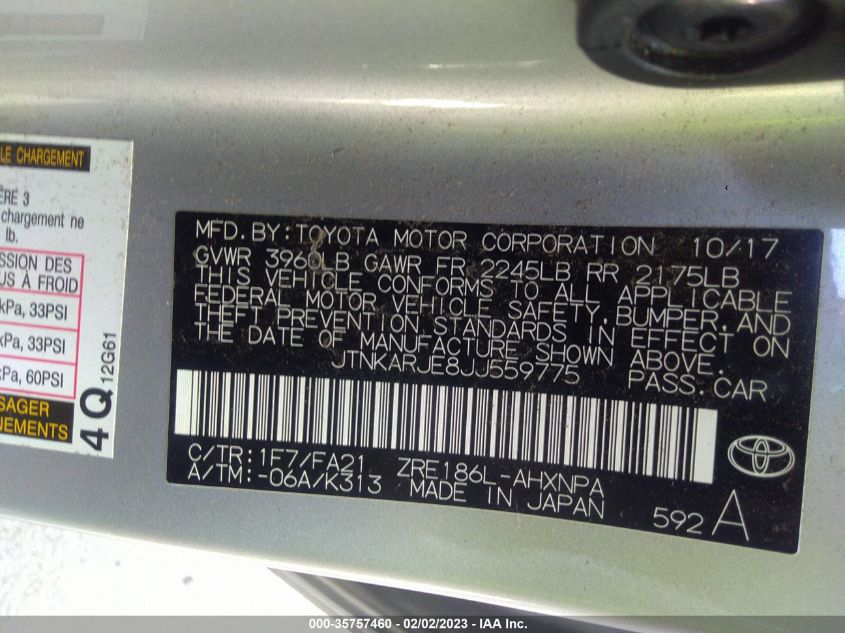 LE CHARGEMENT
ÈRE 3
chargement ne
lb.
SSION DES
US À FROID
kPa, 33PSI
kPa, 33PSI
kPa, 60PSI
SAGER
NEMENTS
4Q 12G61
MFD.BY:TOYOTA MOTOR CORPORATION 10/17
GVWR 3960LB GAWR FR 2245LB RR 2175LB
THIS VEHICLE CONFORMS TO ALL APPLICABLE
FEDERAL MOTOR VEHICLE SAFETY,BUMPER,AND
THEFT PREVENTION STANDARDS IN EFFECT ON
THE DATE OF MANUFACTURE SHOWN ABOVE.
JTNKARJE8JJ559775 PASS.CAR
C/TR:1F7/FA21 ZRE186L-AHXNPA
A/TM:-06A/K313 MADE IN JAPAN
592 A
000-35757460 - 02/02/2023 - IAA Inc.